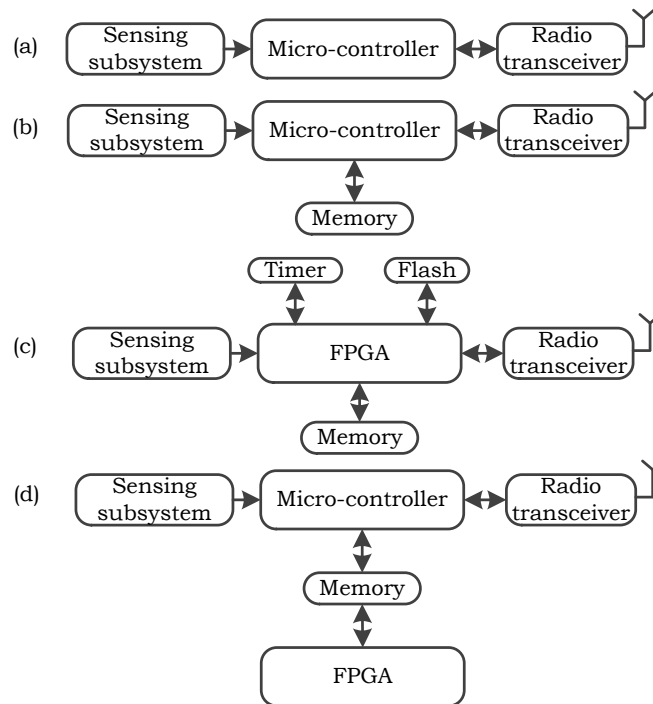 (a)
Sensing
subsystem
Micro-controller
Radio
transceiver
(b)
Sensing
subsystem
Micro-controller
Radio
transceiver
Memory
Timer
Flash
(c)
Sensing
subsystem
FPGA
Radio
transceiver
Memory
(d)
Sensing
subsystem
Micro-controller
Radio
transceiver
Memory
FPGA